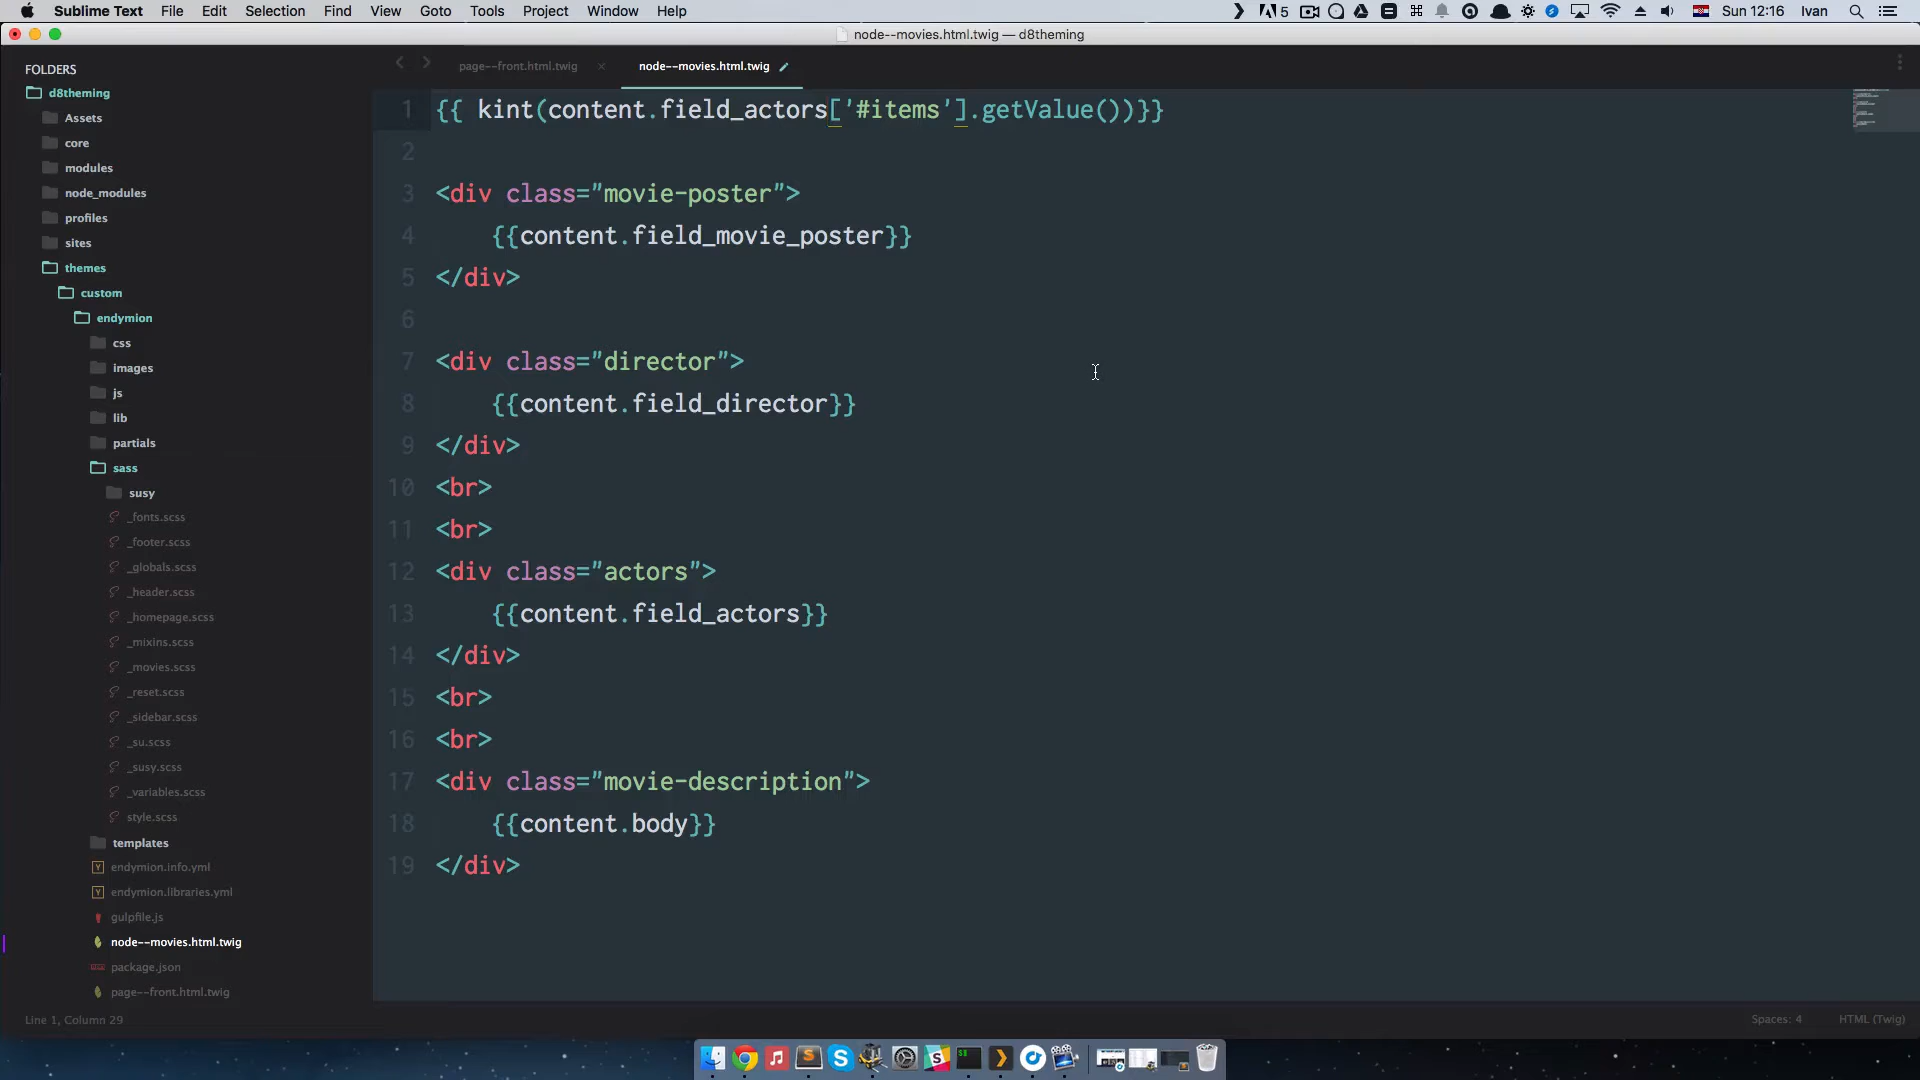 Sublime Text File Edit Selection Find View Goto Tools Project Window Help 5 Sun 12:16 Ivan
node--movies.html.twig — d8theming
FOLDERS
d8theming
Assets
core
modules
node_modules
profiles
sites
themes
custom
endymion
css
images
js
lib
partials
sass
susy
_fonts.scss
_footer.scss
_globals.scss
_header.scss
_homepage.scss
_mixins.scss
_movies.scss
_reset.scss
_sidebar.scss
_su.scss
_susy.scss
_variables.scss
style.scss
templates
endymion.info.yml
endymion.libraries.yml
gulpfile.js
node--movies.html.twig
package.json
page--front.html.twig
page--front.html.twig × node--movies.html.twig
1 {{ kint(content.field_actors['#items'].getValue())}}
2
3 <div class="movie-poster">
4 {{content.field_movie_poster}}
5 </div>
6
7 <div class="director">
8 {{content.field_director}}
9 </div>
10 <br>
11 <br>
12 <div class="actors">
13 {{content.field_actors}}
14 </div>
15 <br>
16 <br>
17 <div class="movie-description">
18 {{content.body}}
19 </div>
Line 1, Column 29 Spaces: 4 HTML (Twig)